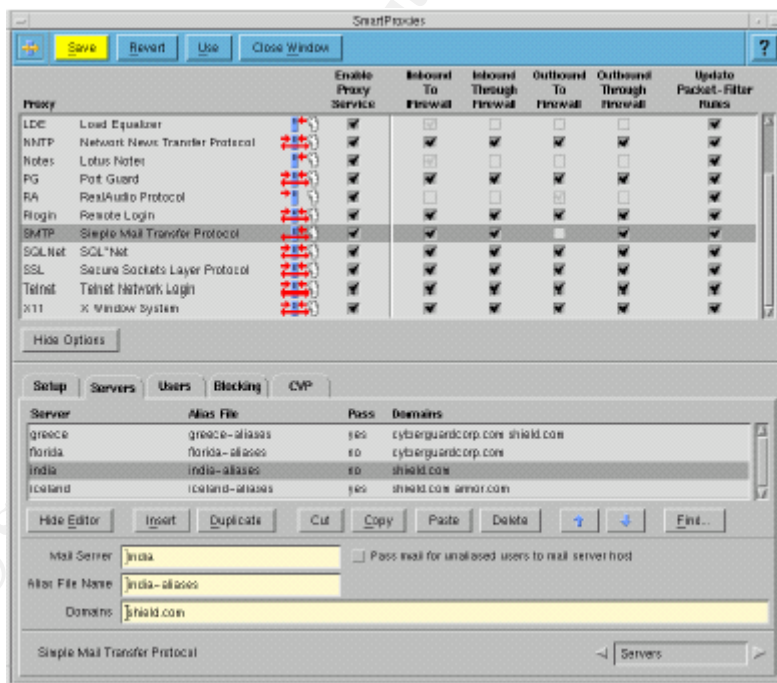 SmartProxies
Save Revert Use Close Window ?
Proxy Enable Proxy Service Inbound To Firewall Inbound Through Firewall Outbound To Firewall Outbound Through Firewall Update Packet-Filter Rules
LDE Load Equalizer
NNTP Network News Transfer Protocol
Notes Lotus Notes
PG Port Guard
RA RealAudio Protocol
Rlogin Remote Login
SMTP Simple Mail Transfer Protocol
SQLNet SQL*Net
SSL Secure Sockets Layer Protocol
Telnet Telnet Network Login
X11 X Window System
Hide Options
Setup Servers Users Blocking CVP
Server Alias File Pass Domains
greece greece-aliases yes cyberguardcorp.com shield.com
florida florida-aliases no cyberguardcorp.com
india india-aliases no shield.com
iceland iceland-aliases yes shield.com armor.com
Hide Editor Insert Duplicate Cut Copy Paste Delete Find...
Mail Server india Pass mail for unaliased users to mail server host
Alias File Name india-aliases
Domains shield.com
Simple Mail Transfer Protocol Servers